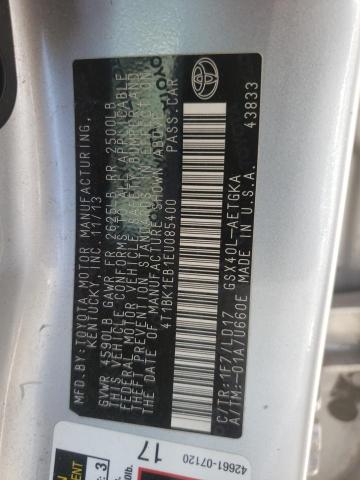 MFD.BY: TOYOTA MOTOR MANUFACTURING,
KENTUCKY, INC. 11/13
GVWR 4590LB GAWR FR 2625LB RR 2500LB
THIS VEHICLE CONFORMS TO ALL APPLICABLE
FEDERAL MOTOR VEHICLE SAFETY, BUMPER, AND
THEFT PREVENTION STANDARDS IN EFFECT ON
THE DATE OF MANUFACTURE SHOWN ABOVE.
4T1BK1EB1EU085400
PASS.CAR
C/TR: 1F7/LD17
A/TM: -01A/U660E
GSX40L-AETGKA
MADE IN U.S.A.
43833
42661-07120
17